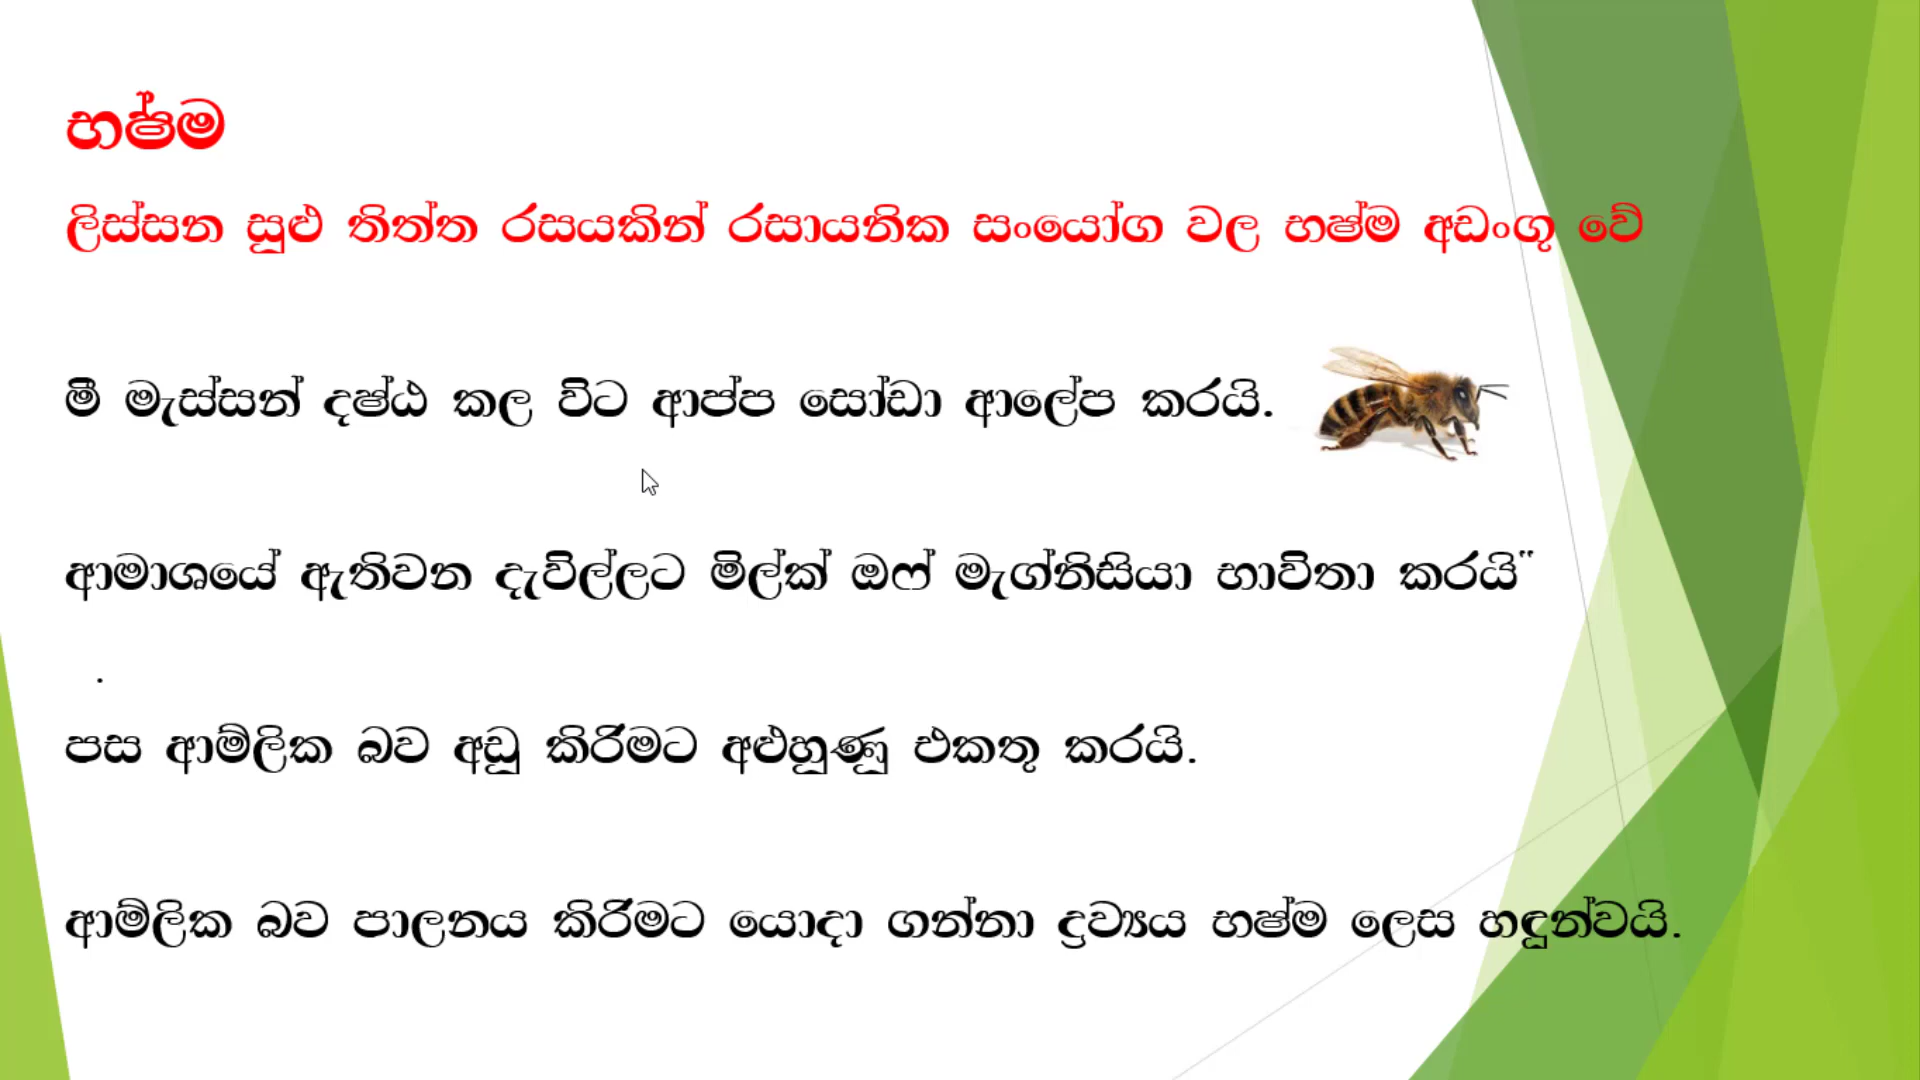 භෂ්ම
ලිස්සන සුළු තිත්ත රසයකින් රසායනික සංයෝග වල භෂ්ම අඩංගු වේ
මී මැස්සන් දෂ්ඨ කල විට ආප්ප සෝඩා ආලේප කරයි.
ආමාශයේ ඇතිවන දැවිල්ලට මිල්ක් ඔෆ් මැග්නිසියා භාවිතා කරයි“
.
පස ආම්ලික බව අඩු කිරීමට අළුහුණු එකතු කරයි.
ආම්ලික බව පාලනය කිරීමට යොදා ගන්නා ද්‍රව්‍යය භෂ්ම ලෙස හඳුන්වයි.